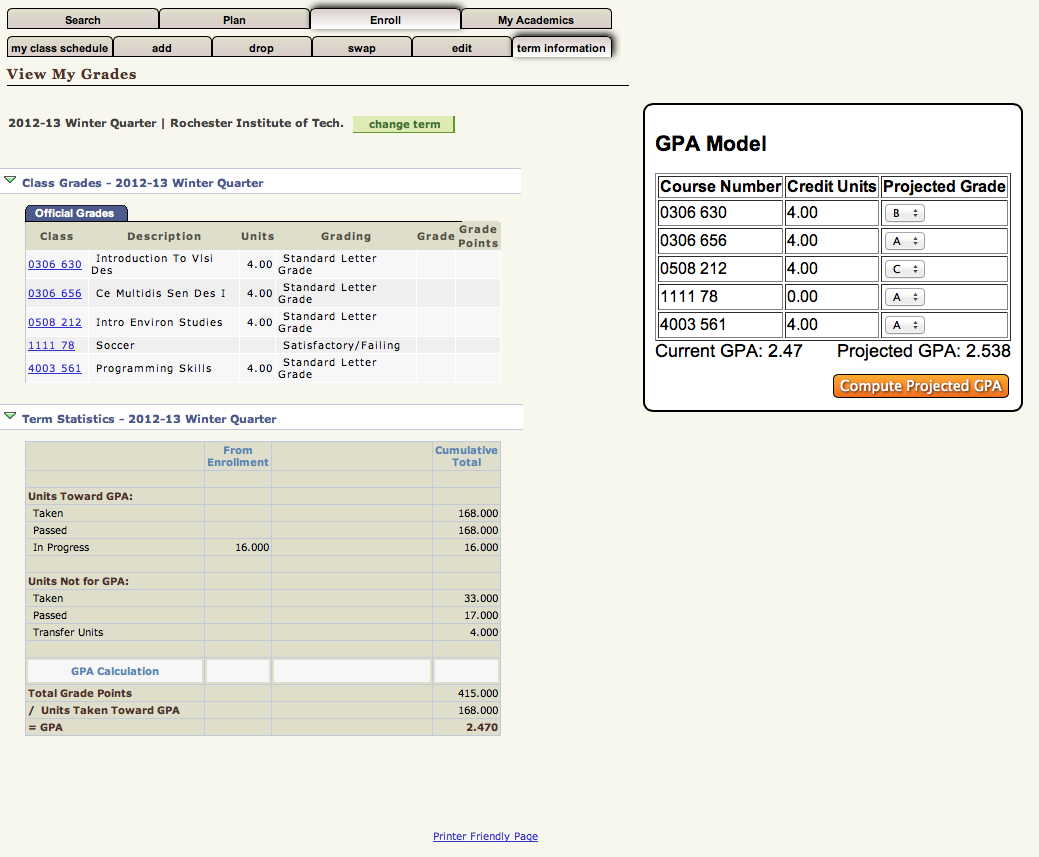 Search Plan Enroll My Academics
my class schedule add drop swap edit term information
View My Grades
2012-13 Winter Quarter | Rochester Institute of Tech. change term
Class Grades - 2012-13 Winter Quarter
Official Grades
Class Description Units Grading Grade Grade Points
0306 630 Introduction To Vlsi Des 4.00 Standard Letter Grade
0306 656 Ce Multidis Sen Des I 4.00 Standard Letter Grade
0508 212 Intro Environ Studies 4.00 Standard Letter Grade
1111 78 Soccer Satisfactory/Failing
4003 561 Programming Skills 4.00 Standard Letter Grade
Term Statistics - 2012-13 Winter Quarter
From Enrollment Cumulative Total
Units Toward GPA:
Taken 168.000
Passed 168.000
In Progress 16.000 16.000
Units Not for GPA:
Taken 33.000
Passed 17.000
Transfer Units 4.000
GPA Calculation
Total Grade Points 415.000
/ Units Taken Toward GPA 168.000
= GPA 2.470
Printer Friendly Page
GPA Model
Course Number Credit Units Projected Grade
0306 630 4.00 B
0306 656 4.00 A
0508 212 4.00 C
1111 78 0.00 A
4003 561 4.00 A
Current GPA: 2.47 Projected GPA: 2.538
Compute Projected GPA